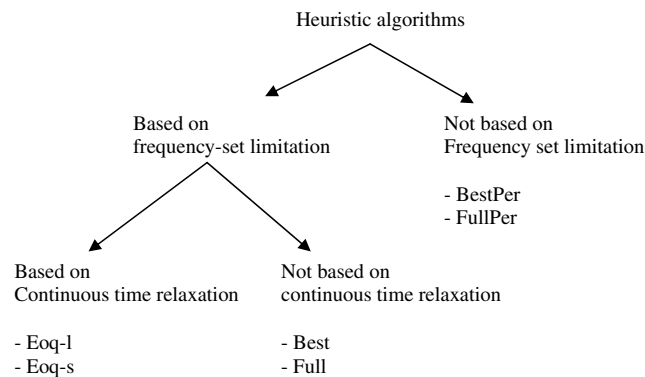 Heuristic algorithms
Based on
frequency-set limitation
Not based on
Frequency set limitation
- BestPer
- FullPer
Based on
Continuous time relaxation
- Eoq-l
- Eoq-s
Not based on
continuous time relaxation
- Best
- Full